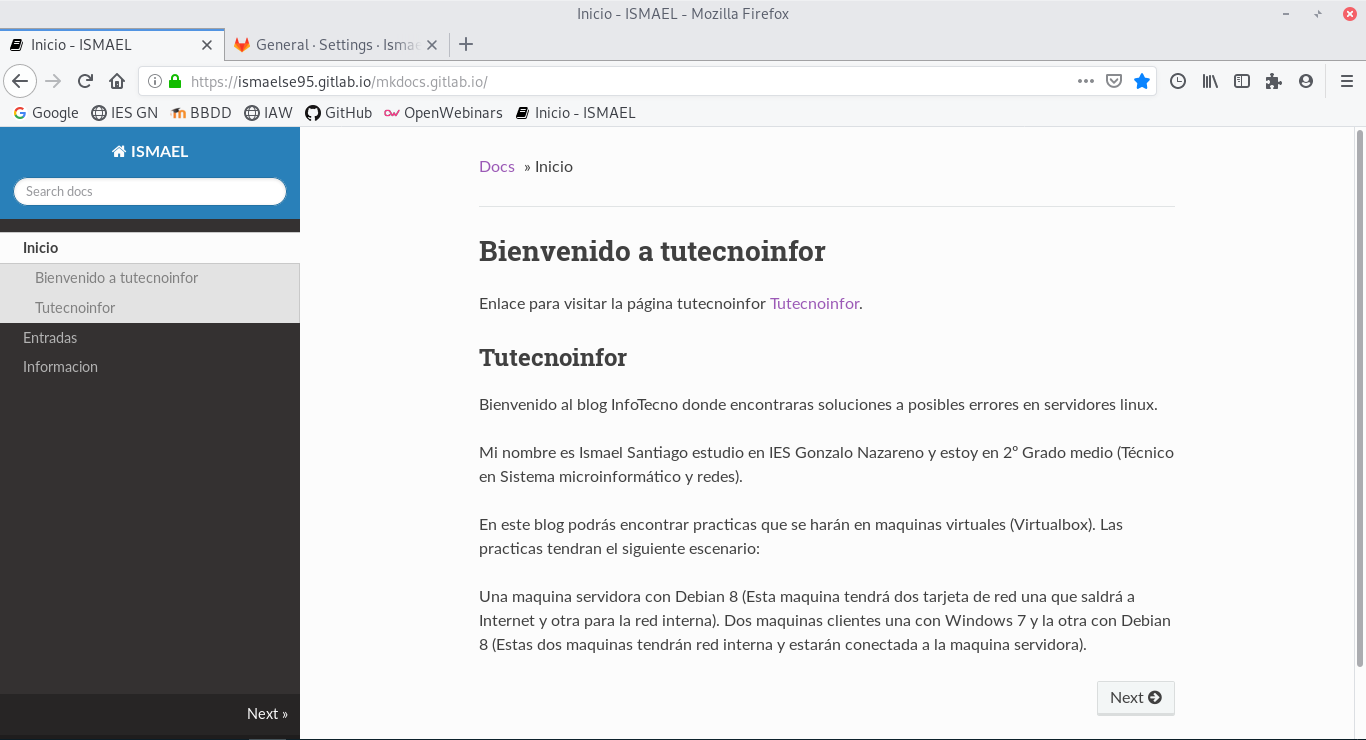 Inicio - ISMAEL - Mozilla Firefox
Inicio - ISMAEL
General · Settings · Ismae
https://ismaelse95.gitlab.io/mkdocs.gitlab.io/
Google IES GN BBDD IAW GitHub OpenWebinars Inicio - ISMAEL
ISMAEL
Search docs
Inicio
Bienvenido a tutecnoinfor
Tutecnoinfor
Entradas
Informacion
Next »
Docs » Inicio
Bienvenido a tutecnoinfor
Enlace para visitar la página tutecnoinfor Tutecnoinfor.
Tutecnoinfor
Bienvenido al blog InfoTecno donde encontraras soluciones a posibles errores en servidores linux.
Mi nombre es Ismael Santiago estudio en IES Gonzalo Nazareno y estoy en 2º Grado medio (Técnico
en Sistema microinformático y redes).
En este blog podrás encontrar practicas que se harán en maquinas virtuales (Virtualbox). Las
practicas tendran el siguiente escenario:
Una maquina servidora con Debian 8 (Esta maquina tendrá dos tarjeta de red una que saldrá a
Internet y otra para la red interna). Dos maquinas clientes una con Windows 7 y la otra con Debian
8 (Estas dos maquinas tendrán red interna y estarán conectada a la maquina servidora).
Next